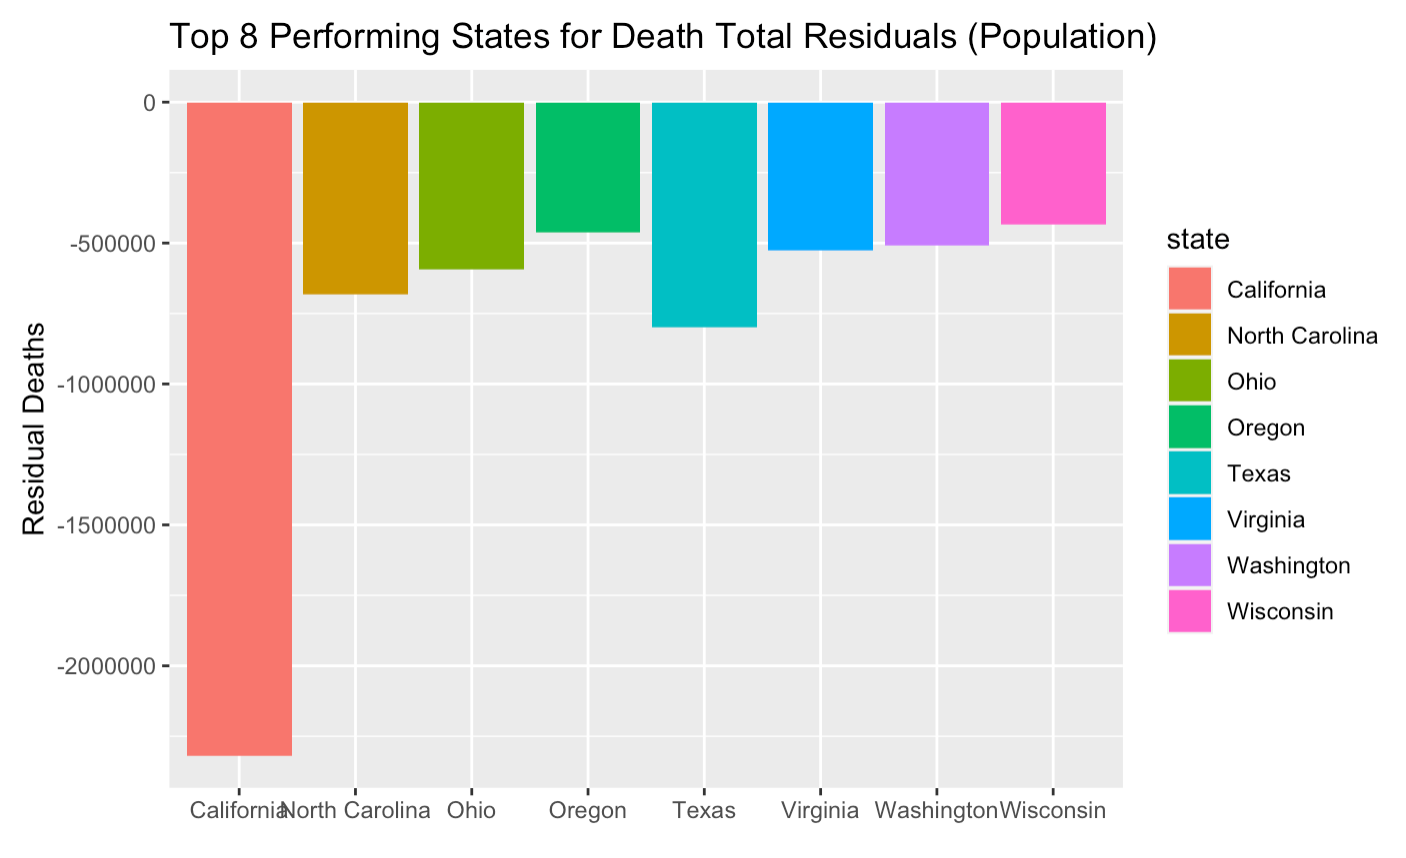 Top 8 Performing States for Death Total Residuals (Population)
0
-500000
-1000000
-1500000
-2000000
Residual Deaths
California North Carolina Ohio Oregon Texas Virginia Washington Wisconsin
state
California
North Carolina
Ohio
Oregon
Texas
Virginia
Washington
Wisconsin